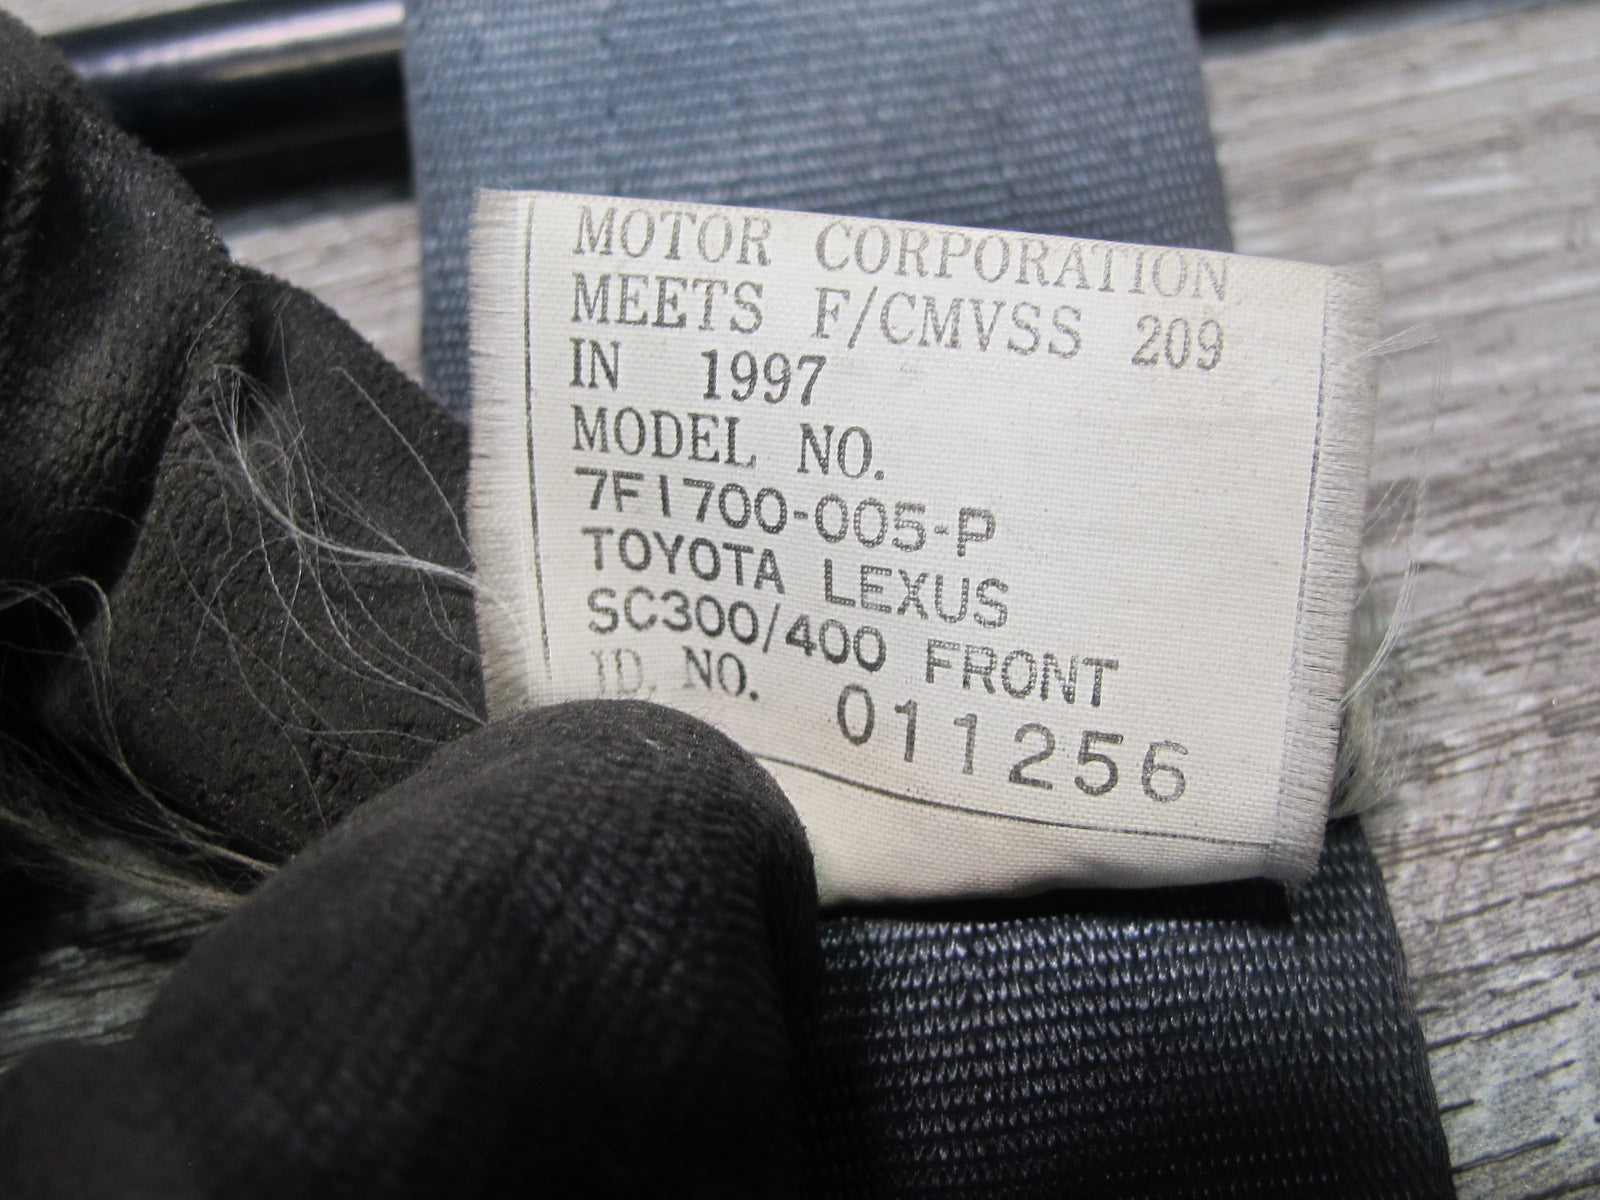 MOTOR CORPORATION
MEETS F/CMVSS 209
IN 1997
MODEL NO.
7F1700-005-P
TOYOTA LEXUS
SC300/400 FRONT
ID. NO. 011256